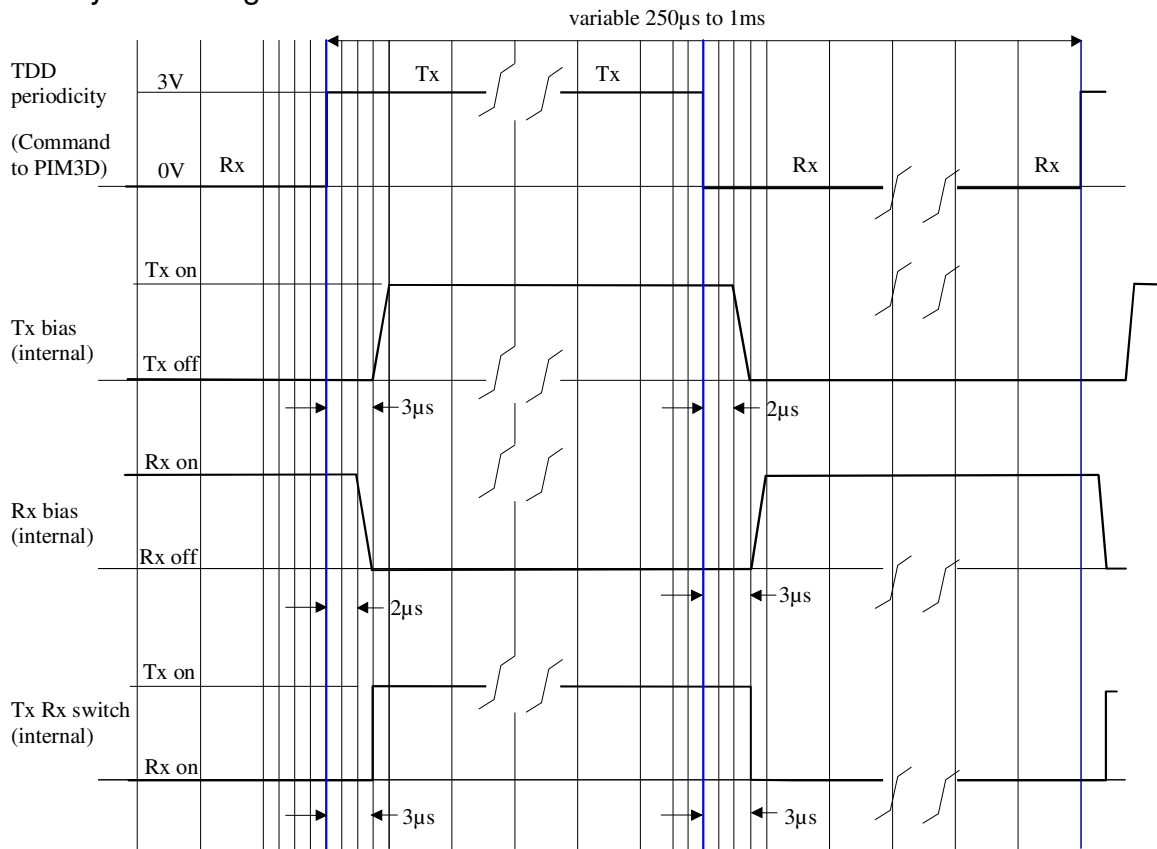 variable 250µs to 1ms
TDD
periodicity
(Command
to PIM3D)
3V
0V
Rx
Tx
Tx
Rx
Rx
Tx on
Tx bias
(internal)
Tx off
3µs
2µs
Rx on
Rx bias
(internal)
Rx off
2µs
3µs
Tx on
Tx Rx switch
(internal)
Rx on
3µs
3µs